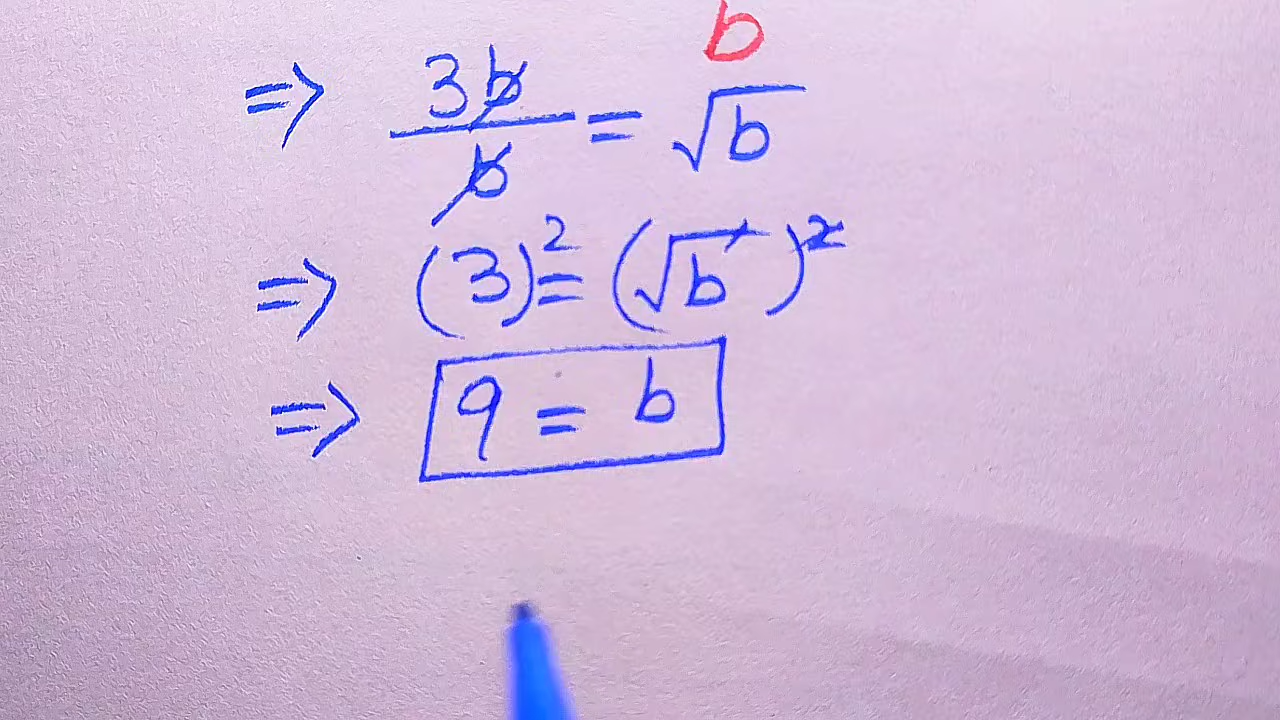 b
⇒ 3b/b = √b
⇒ (3)² = (√b)²
⇒ 9 = b